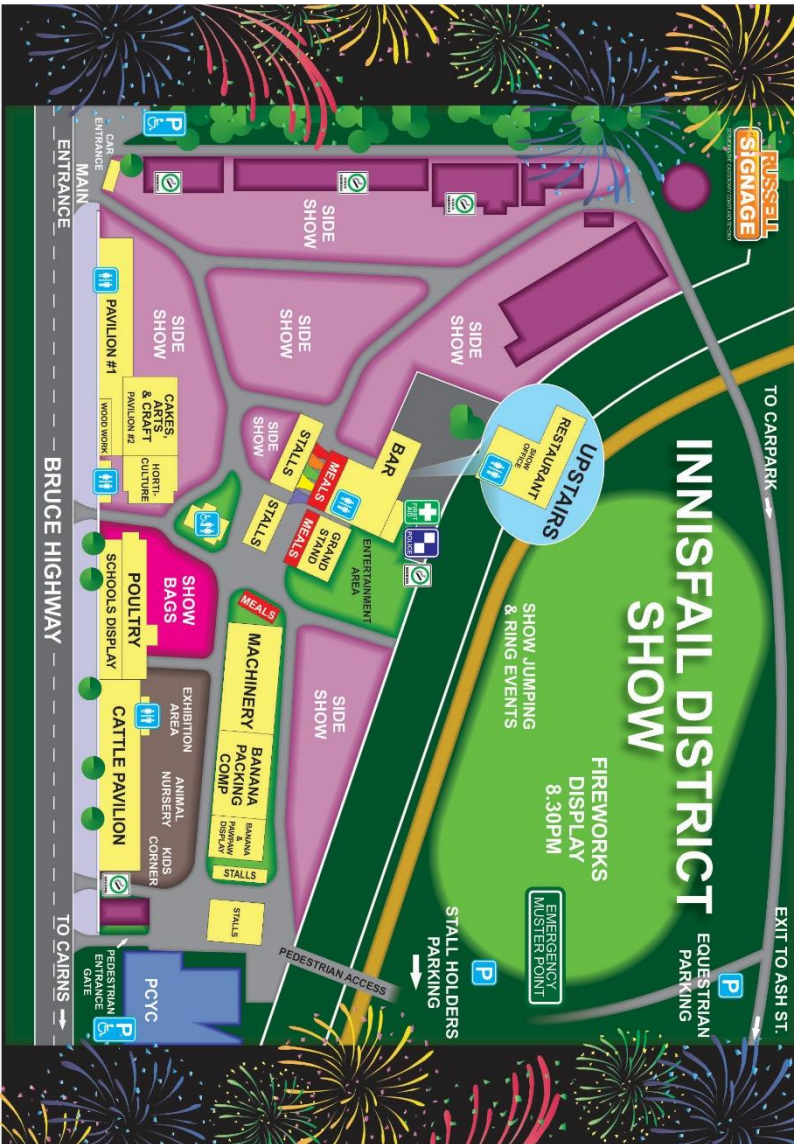 INNISFAIL DISTRICT
SHOW
RUSSELL
SIGNAGE
TO CARPARK
EXIT TO ASH ST.
EQUESTRIAN
PARKING
P
EMERGENCY
MUSTER POINT
FIREWORKS
DISPLAY
8.30PM
SHOW JUMPING
& RING EVENTS
STALL HOLDERS
PARKING
P
PEDESTRIAN ACCESS
UPSTAIRS
RESTAURANT
SHOW
OFFICE
SIDE
SHOW
SIDE
SHOW
SIDE
SHOW
SIDE
SHOW
SIDE
SHOW
SIDE
SHOW
BAR
FIRST
AID
POLICE
ENTERTAINMENT
AREA
GRAND
STAND
MEALS
MEALS
STALLS
STALLS
MEALS
MACHINERY
BANANA
PACKING
COMP
BANANA
&
PAWPAW
DISPLAY
STALLS
STALLS
P
CAR
ENTRANCE
MAIN
ENTRANCE
PAVILION #1
CAKES,
ARTS
& CRAFT
PAVILION #2
WOOD WORK
HORTI-
CULTURE
SHOW
BAGS
POULTRY
SCHOOLS DISPLAY
EXHIBITION
AREA
ANIMAL
NURSERY
KIDS
CORNER
CATTLE PAVILION
PEDESTRIAN
ENTRANCE
GATE
PCYC
P
BRUCE HIGHWAY
TO CAIRNS